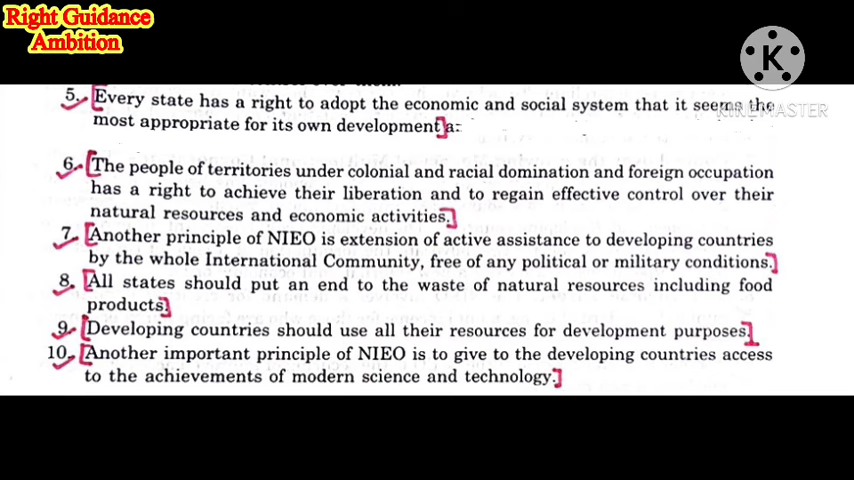 Right Guidance
Ambition
K
KINEMASTER
5. Every state has a right to adopt the economic and social system that it seems the
most appropriate for its own development a:
6. The people of territories under colonial and racial domination and foreign occupation
has a right to achieve their liberation and to regain effective control over their
natural resources and economic activities.
7. Another principle of NIEO is extension of active assistance to developing countries
by the whole International Community, free of any political or military conditions.
8. All states should put an end to the waste of natural resources including food
products.
9. Developing countries should use all their resources for development purposes.
10. Another important principle of NIEO is to give to the developing countries access
to the achievements of modern science and technology.